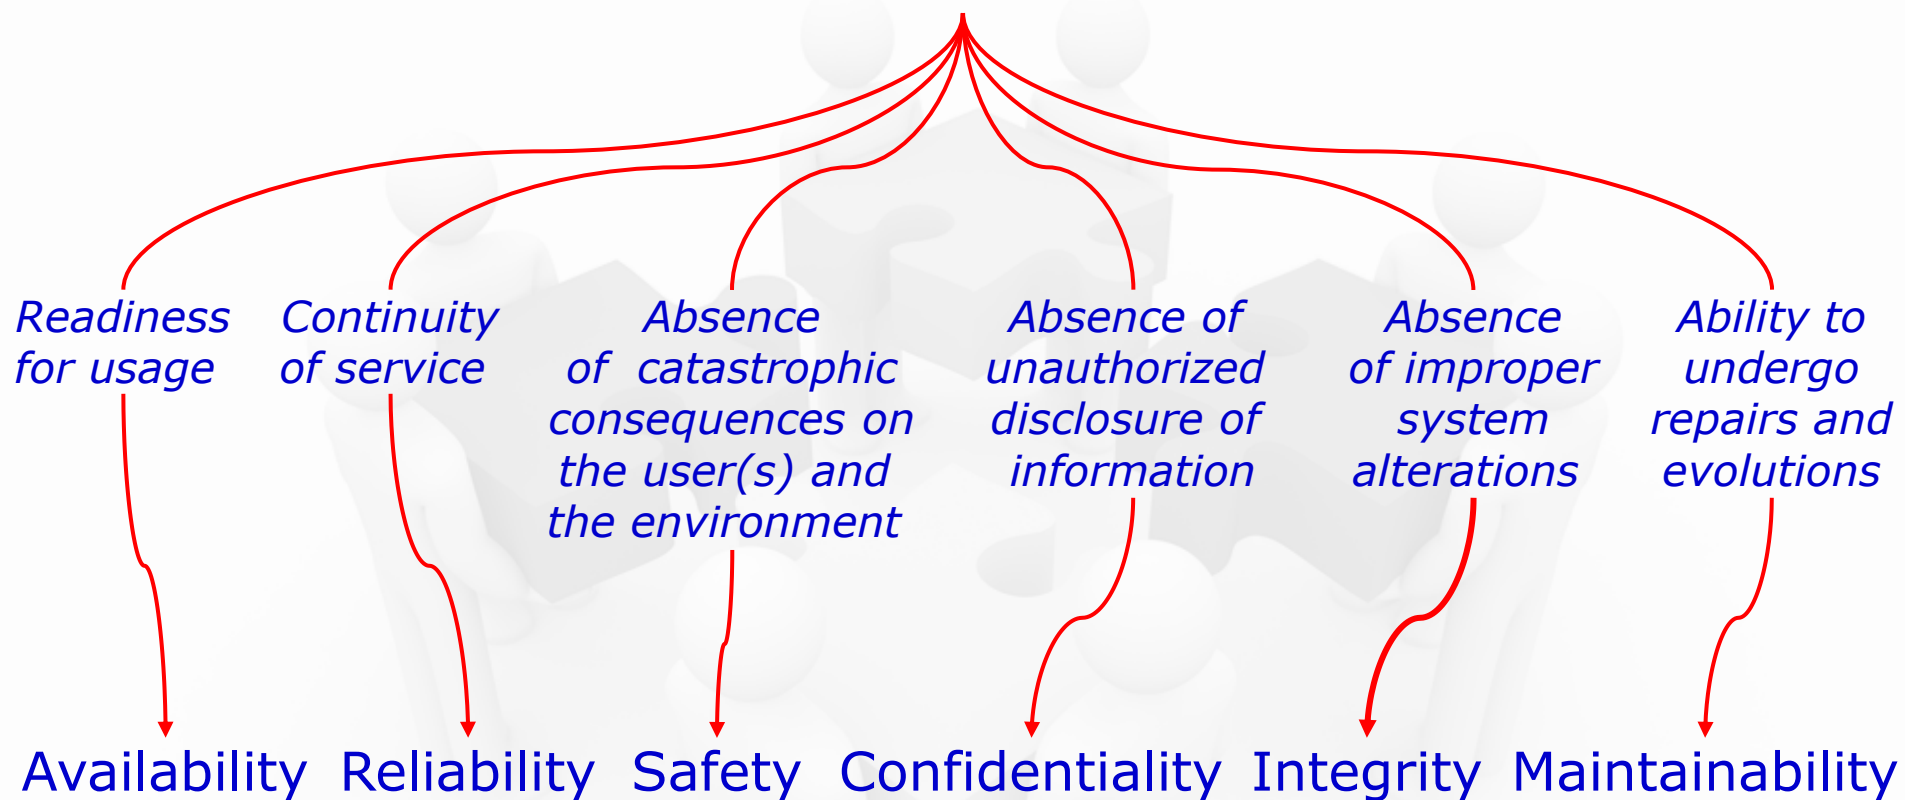 Readiness
for usage
Continuity
of service
Absence
of catastrophic
consequences on
the user(s) and
the environment
Absence of
unauthorized
disclosure of
information
Absence
of improper
system
alterations
Ability to
undergo
repairs and
evolutions
Availability Reliability Safety Confidentiality Integrity Maintainability